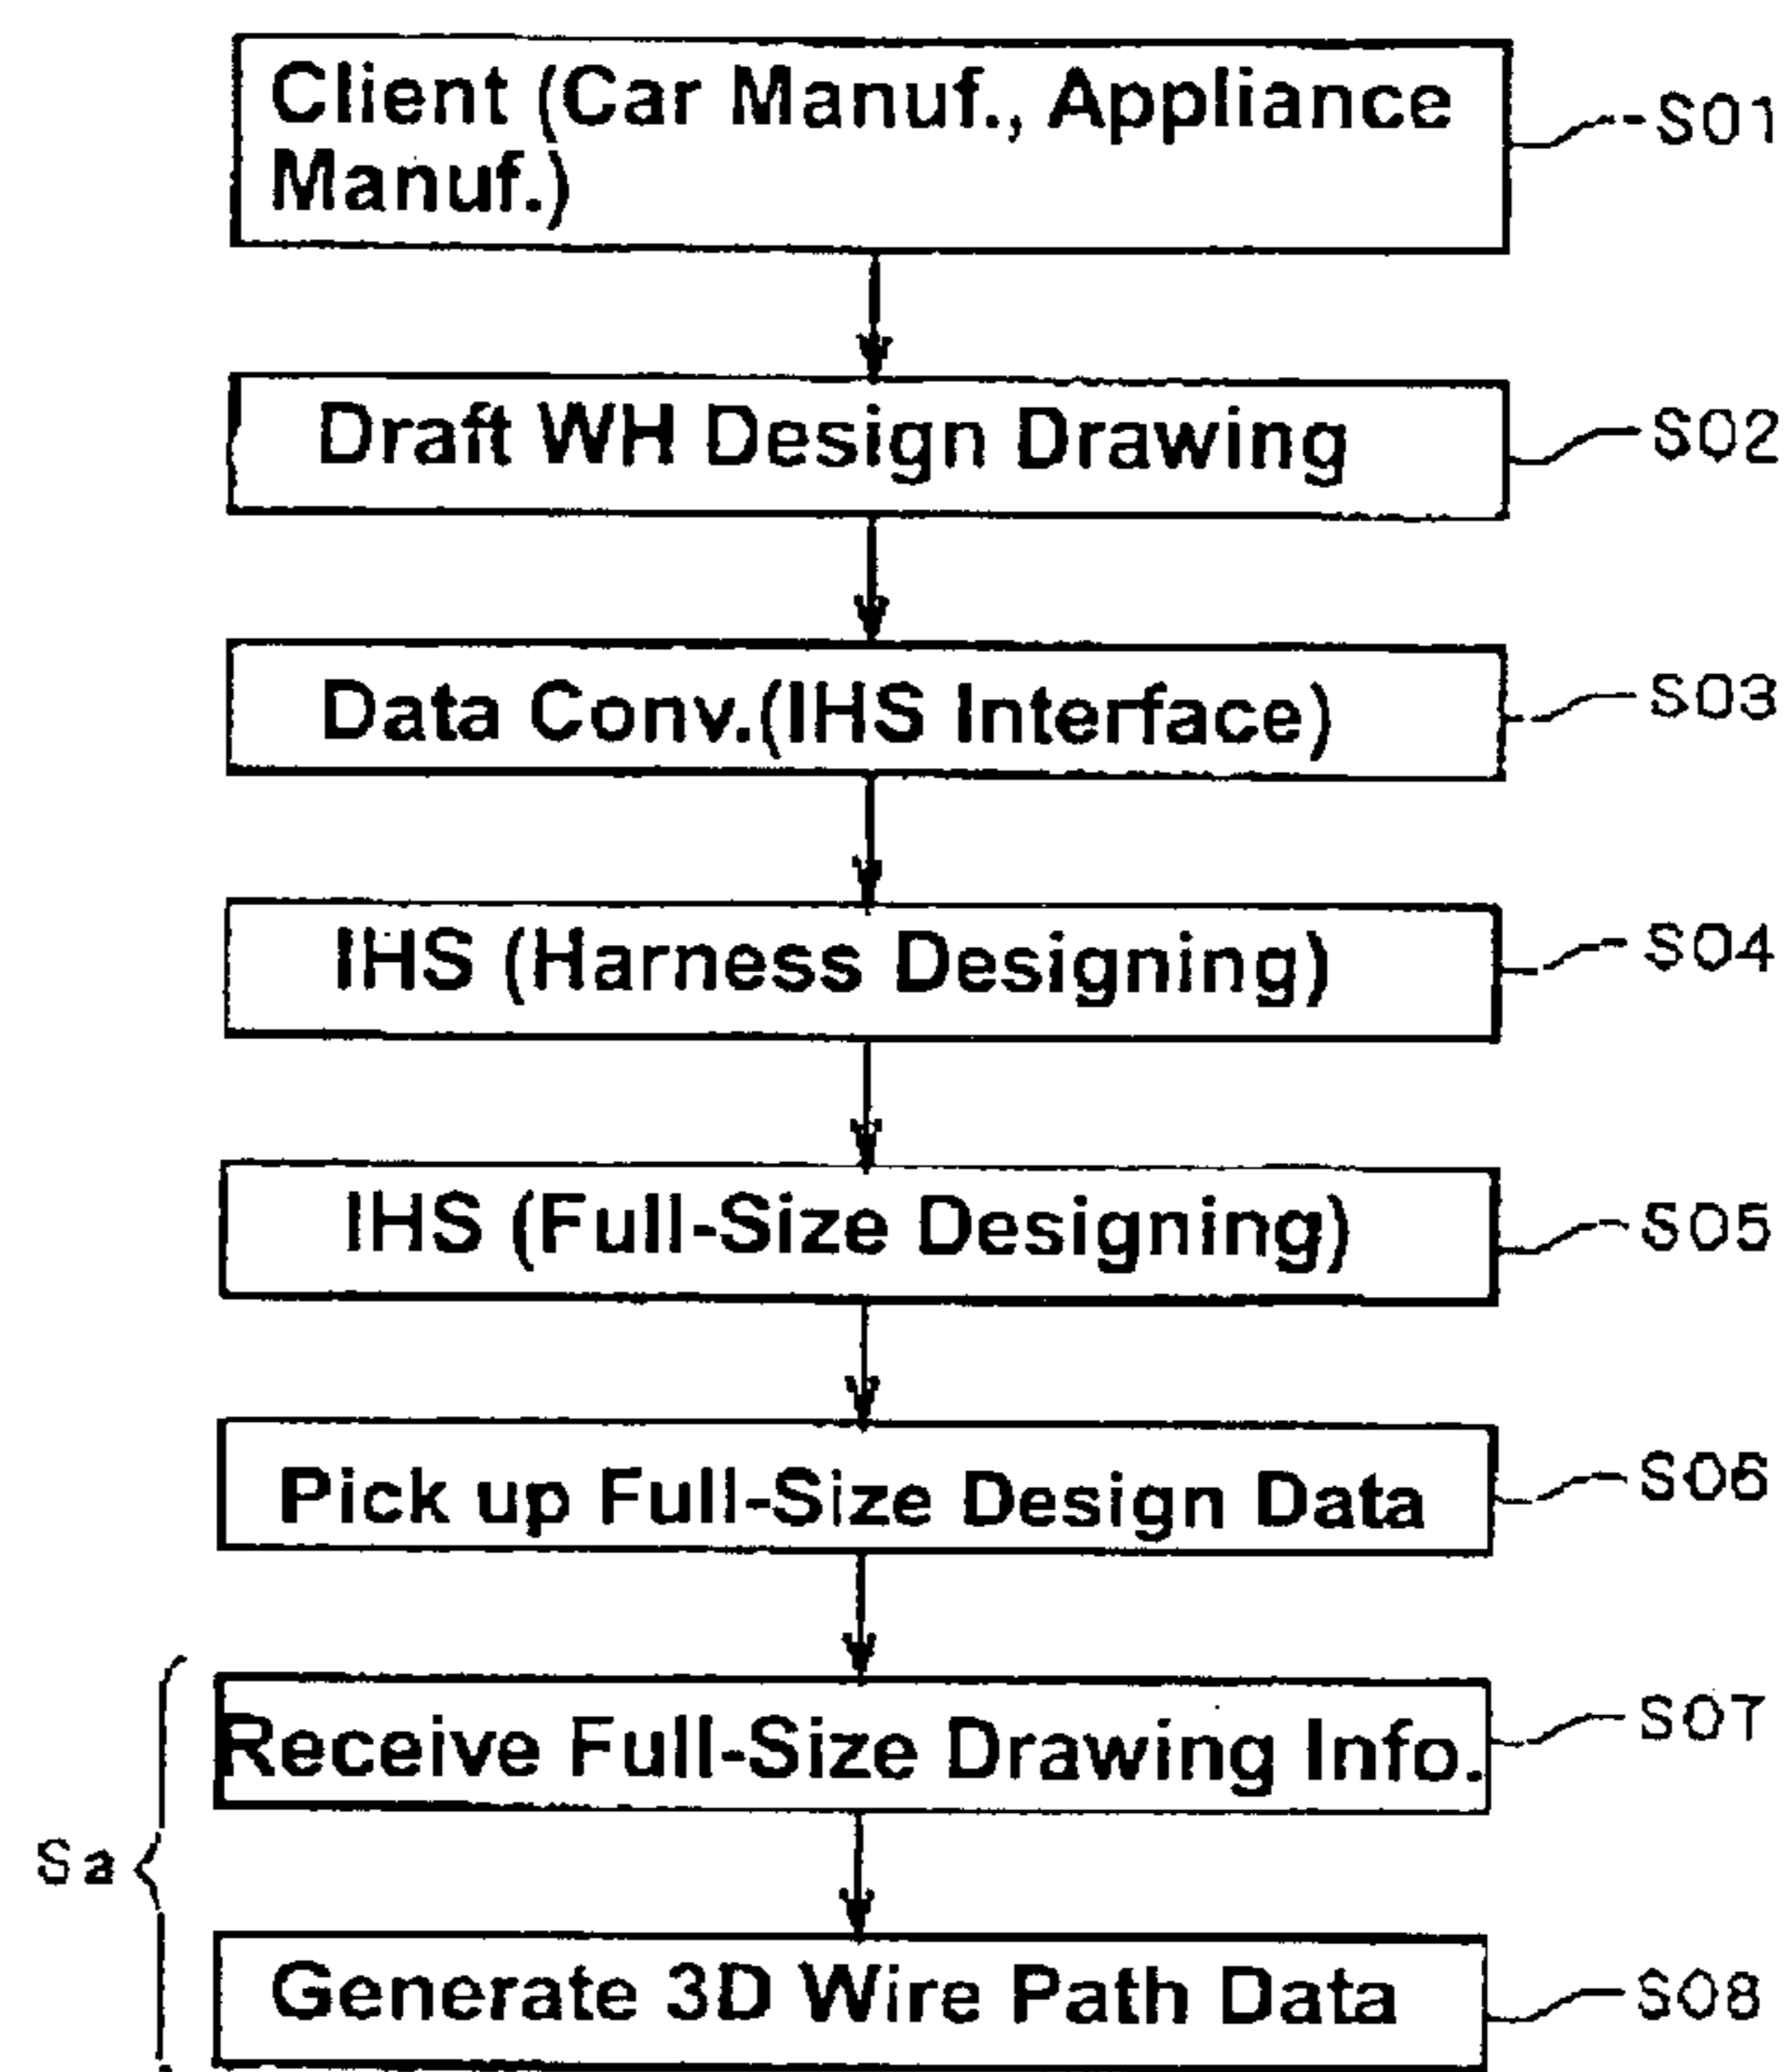 Client (Car Manuf., Appliance
Manuf.)
S01
Draft WH Design Drawing
S02
Data Conv.(IHS Interface)
S03
IHS (Harness Designing)
S04
IHS (Full-Size Designing)
S05
Pick up Full-Size Design Data
S06
Receive Full-Size Drawing Info.
S07
Sa
Generate 3D Wire Path Data
S08